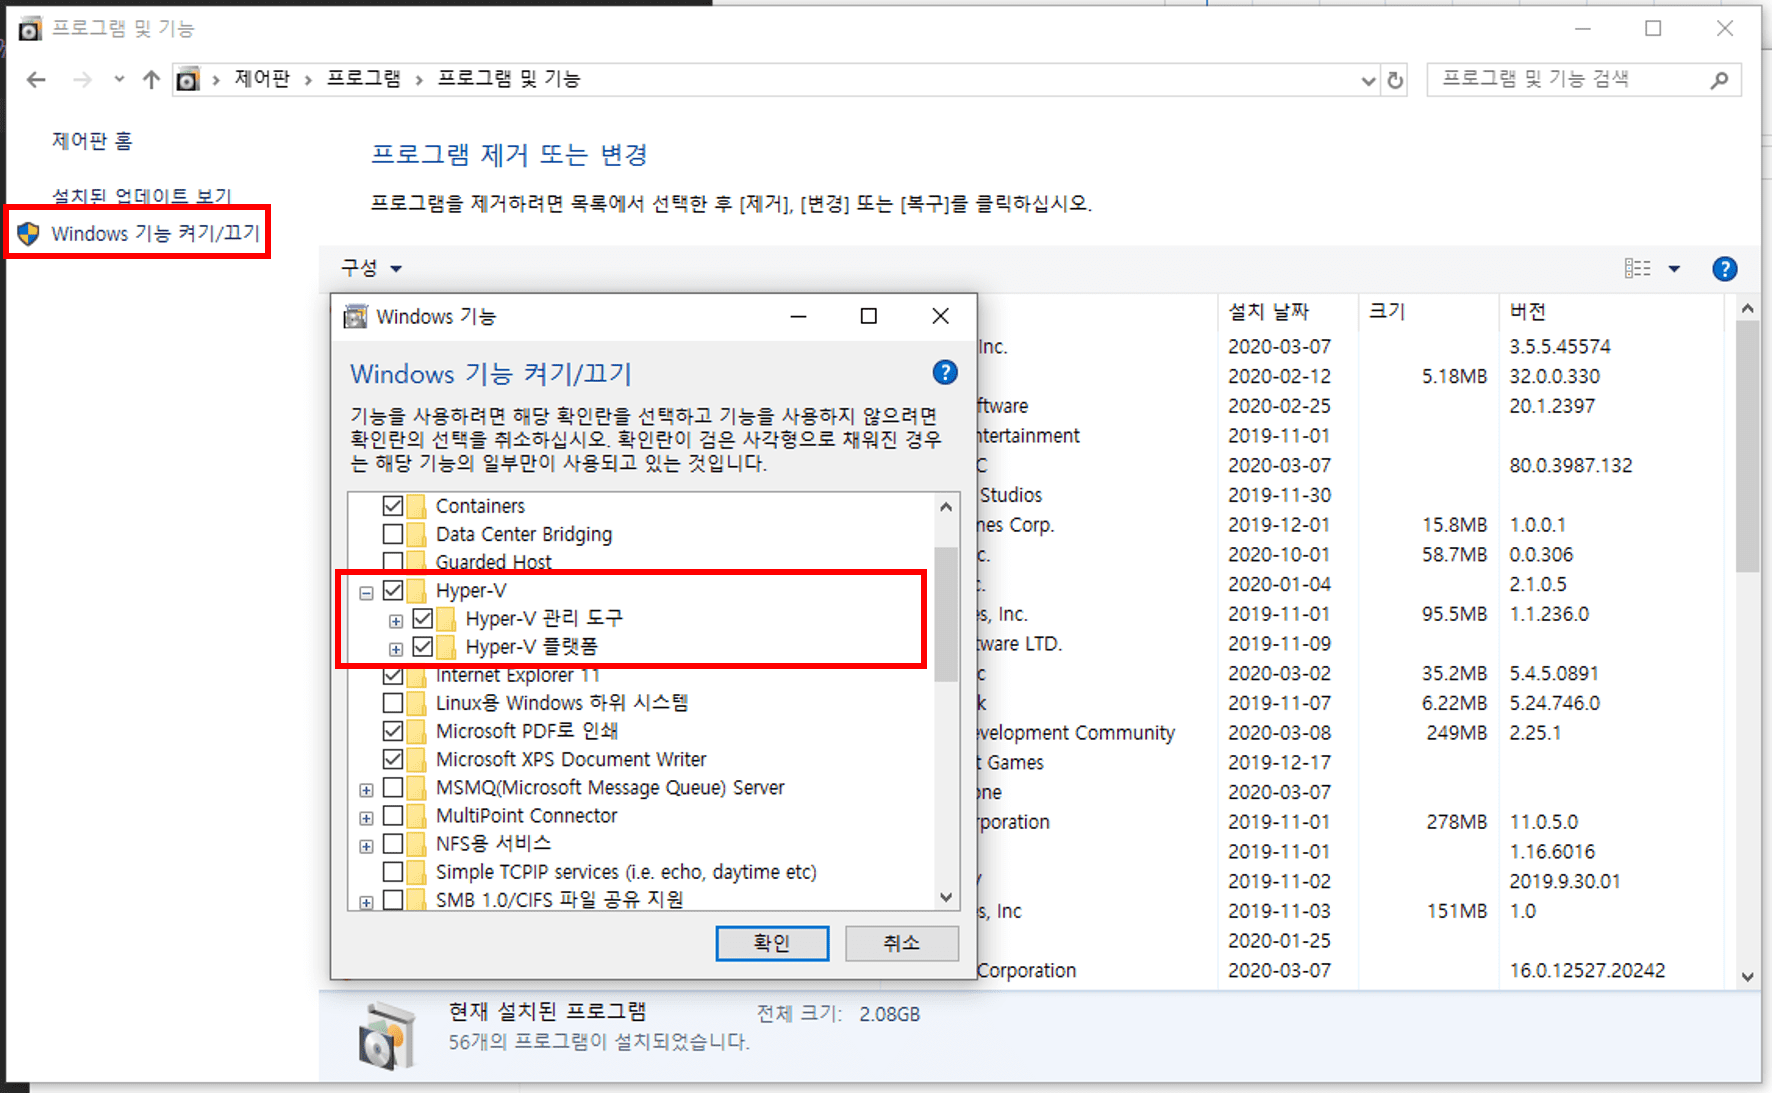 프로그램 및 기능
제어판 › 프로그램 › 프로그램 및 기능
프로그램 및 기능 검색
제어판 홈
설치된 업데이트 보기
Windows 기능 켜기/끄기
프로그램 제거 또는 변경
프로그램을 제거하려면 목록에서 선택한 후 [제거], [변경] 또는 [복구]를 클릭하십시오.
구성
Windows 기능
Windows 기능 켜기/끄기
기능을 사용하려면 해당 확인란을 선택하고 기능을 사용하지 않으려면
확인란의 선택을 취소하십시오. 확인란이 검은 사각형으로 채워진 경우
는 해당 기능의 일부만이 사용되고 있는 것입니다.
Containers
Data Center Bridging
Guarded Host
Hyper-V
Hyper-V 관리 도구
Hyper-V 플랫폼
Internet Explorer 11
Linux용 Windows 하위 시스템
Microsoft PDF로 인쇄
Microsoft XPS Document Writer
MSMQ(Microsoft Message Queue) Server
MultiPoint Connector
NFS용 서비스
Simple TCPIP services (i.e. echo, daytime etc)
SMB 1.0/CIFS 파일 공유 지원
확인 취소
설치 날짜 크기 버전
Inc. 2020-03-07 3.5.5.45574
2020-02-12 5.18MB 32.0.0.330
ftware 2020-02-25 20.1.2397
ntertainment 2019-11-01
C 2020-03-07 80.0.3987.132
Studios 2019-11-30
nes Corp. 2019-12-01 15.8MB 1.0.0.1
c. 2020-10-01 58.7MB 0.0.306
2020-01-04 2.1.0.5
s, Inc. 2019-11-01 95.5MB 1.1.236.0
tware LTD. 2019-11-09
c 2020-03-02 35.2MB 5.4.5.0891
k 2019-11-07 6.22MB 5.24.746.0
evelopment Community 2020-03-08 249MB 2.25.1
t Games 2019-12-17
one 2020-03-07
rporation 2019-11-01 278MB 11.0.5.0
2019-11-01 1.16.6016
2019-11-02 2019.9.30.01
s, Inc 2019-11-03 151MB 1.0
2020-01-25
Corporation 2020-03-07 16.0.12527.20242
현재 설치된 프로그램 전체 크기: 2.08GB
56개의 프로그램이 설치되었습니다.